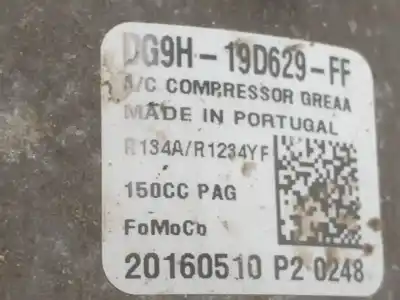 DG9H-19D629-FF
A/C COMPRESSOR GREAA
MADE IN PORTUGAL
R134A/R1234YF
150CC PAG
FoMoCo
20160510 P2 0248